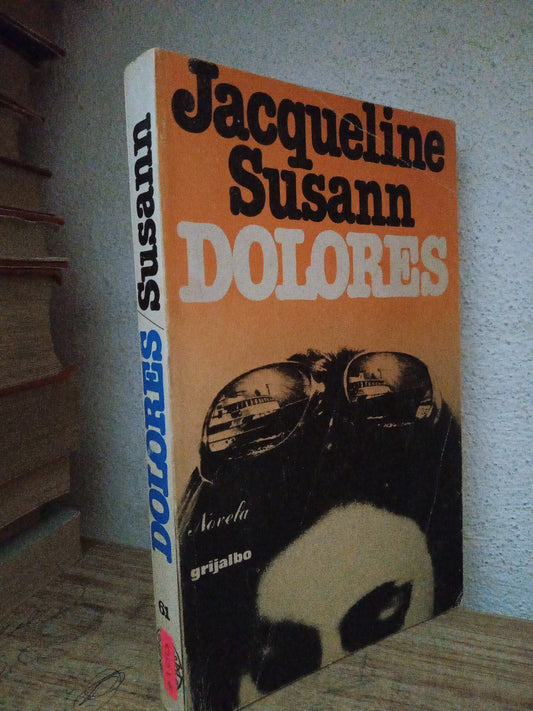 Jacqueline
Susann
DOLORES
Novela
grijalbo
DOLORES/Susann
61